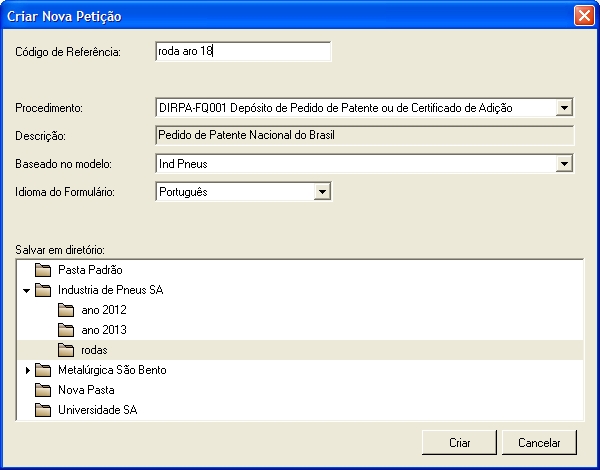 Criar Nova Petição
Código de Referência: roda aro 18
Procedimento: DIRPA-FQ001 Depósito de Pedido de Patente ou de Certificado de Adição
Descrição: Pedido de Patente Nacional do Brasil
Baseado no modelo: Ind Pneus
Idioma do Formulário: Português
Salvar em diretório:
Pasta Padrão
Industria de Pneus SA
ano 2012
ano 2013
rodas
Metalúrgica São Bento
Nova Pasta
Universidade SA
Criar Cancelar